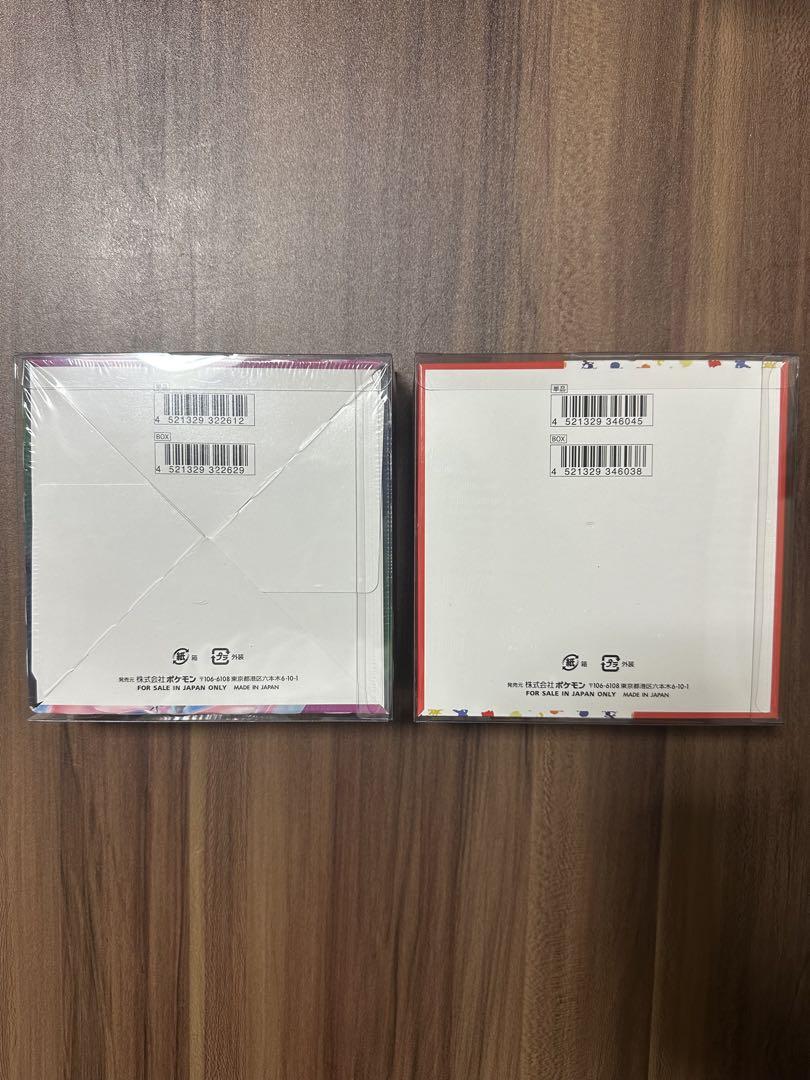 単品
4 521329 322612
BOX
4 521329 322629
紙 箱 プラ 外装
発売元 株式会社ポケモン 〒106-6108 東京都港区六本木6-10-1
FOR SALE IN JAPAN ONLY MADE IN JAPAN
単品
4 521329 346045
BOX
4 521329 346038
紙 箱 プラ 外装
発売元 株式会社ポケモン 〒106-6108 東京都港区六本木6-10-1
FOR SALE IN JAPAN ONLY MADE IN JAPAN